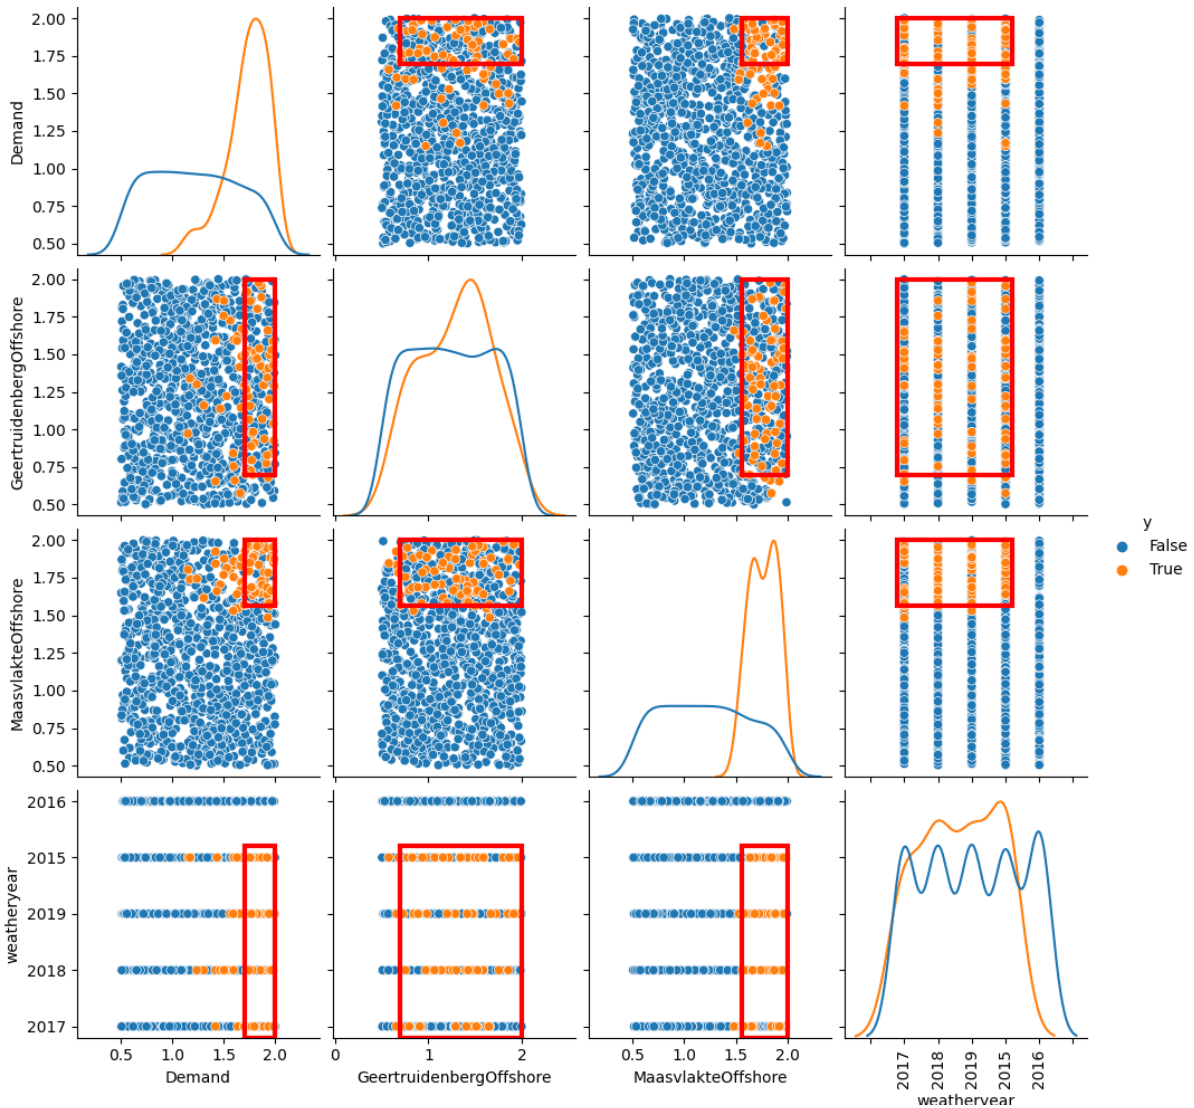 Demand
2.00
1.75
1.50
1.25
1.00
0.75
0.50
GeertruidenbergOffshore
2.00
1.75
1.50
1.25
1.00
0.75
0.50
y
False
True
MaasvlakteOffshore
2.00
1.75
1.50
1.25
1.00
0.75
0.50
weatheryear
2016
2015
2019
2018
2017
0.5 1.0 1.5 2.0
0 1 2
0.5 1.0 1.5 2.0
2017 2018 2019 2015 2016
Demand
GeertruidenbergOffshore
MaasvlakteOffshore
weatheryear